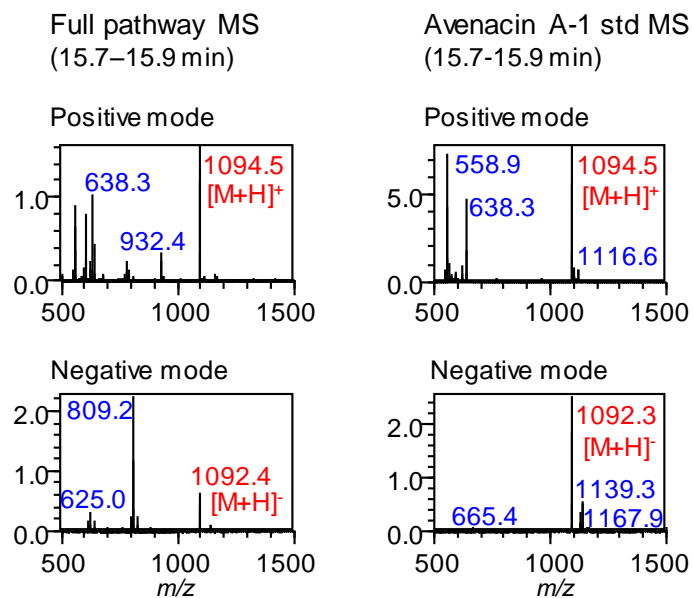 Full pathway MS
(15.7–15.9 min)
Avenacin A-1 std MS
(15.7-15.9 min)
Positive mode
1.0
0.0
638.3
932.4
1094.5
[M+H]+
500
1000
1500
Positive mode
5.0
0.0
558.9
638.3
1094.5
[M+H]+
1116.6
500
1000
1500
Negative mode
2.0
1.0
0.0
809.2
625.0
1092.4
[M+H]-
500
1000
1500
m/z
Negative mode
2.0
1.0
0.0
1092.3
[M+H]-
1139.3
665.4
1167.9
500
1000
1500
m/z